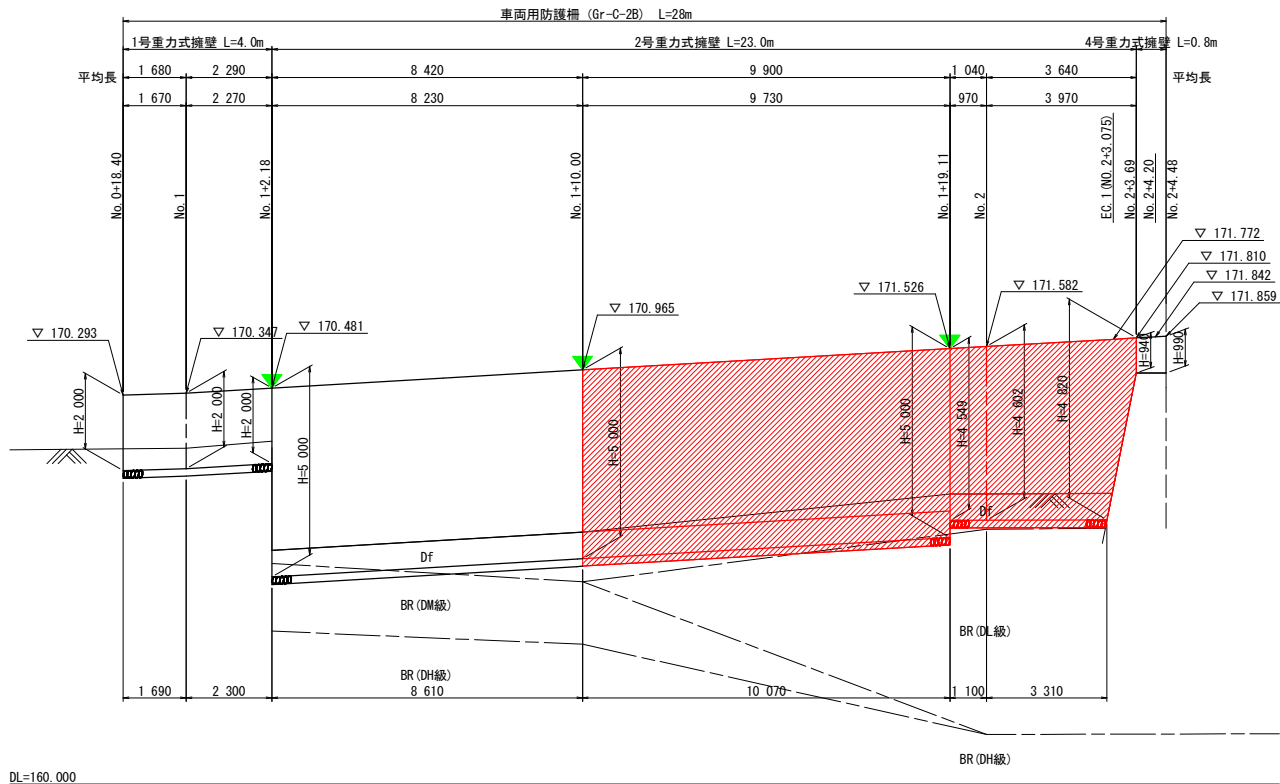 車両用防護柵 (Gr-C-2B) L=28m
1号重力式擁壁 L=4.0m
2号重力式擁壁 L=23.0m
4号重力式擁壁 L=0.8m
平均長
1 680
2 290
8 420
9 900
1 040
3 640
平均長
1 670
2 270
8 230
9 730
970
3 970
No.0+18.40
No.1
No.1+2.18
No.1+10.00
No.1+19.11
No.2
EC.1(NO.2+3.075)
No.2+3.69
No.2+4.20
No.2+4.48
▽ 171.772
▽ 171.810
▽ 171.842
▽ 171.859
▽ 171.526
▽ 171.582
▽ 170.965
▽ 170.293
▽ 170.347
▽ 170.481
H=2 000
H=2 000
H=2 000
H=5 000
H=5 000
H=5 000
H=4 549
H=4 602
H=4 820
H=940
H=990
Df
Df
BR(DM級)
BR(DL級)
BR(DH級)
1 690
2 300
8 610
10 070
1 100
3 310
BR(DH級)
DL=160.000